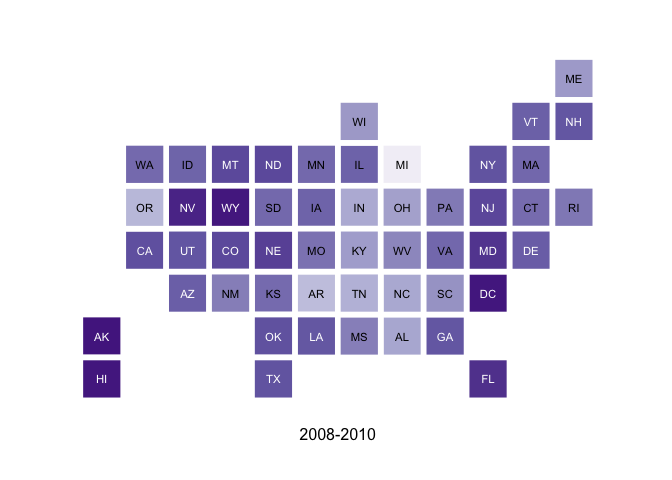 ME
WI VT NH
WA ID MT ND MN IL MI NY MA
OR NV WY SD IA IN OH PA NJ CT RI
CA UT CO NE MO KY WV VA MD DE
AZ NM KS AR TN NC SC DC
AK OK LA MS AL GA
HI TX FL
2008-2010